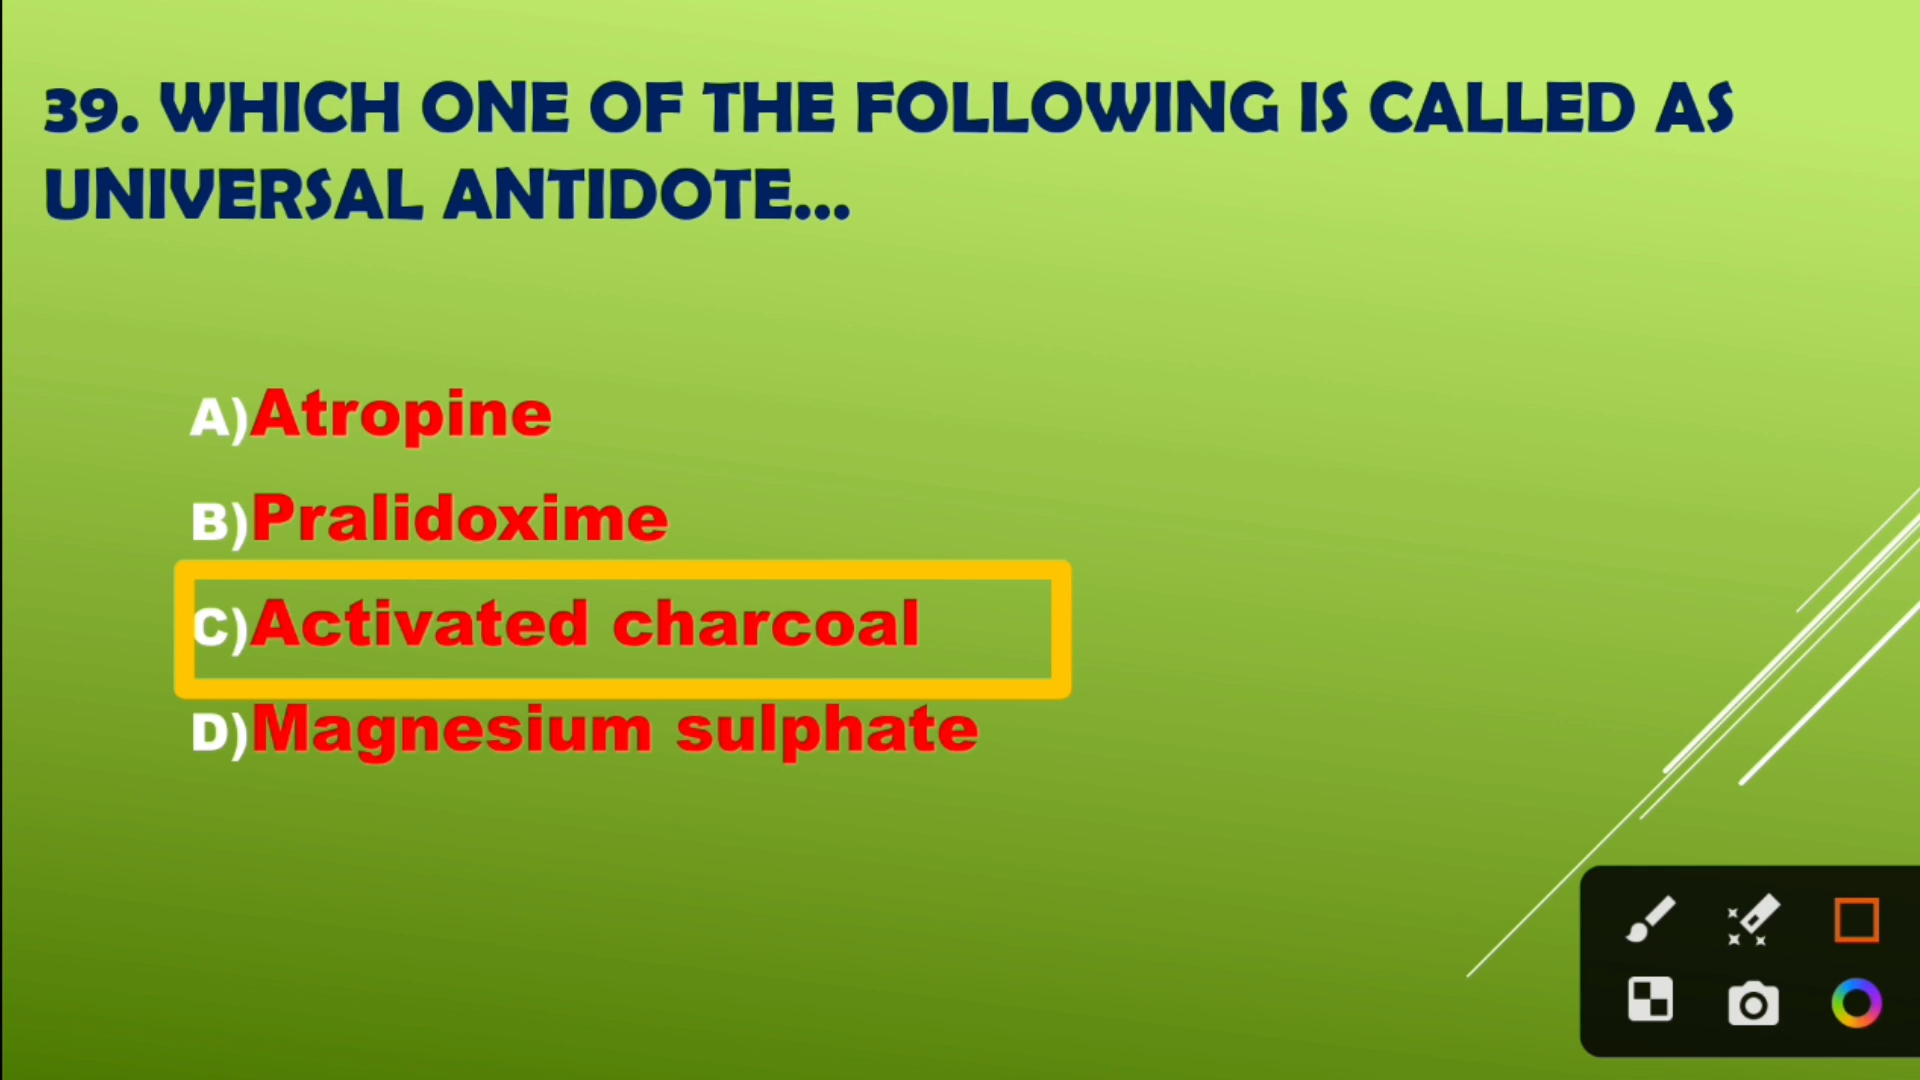 39. WHICH ONE OF THE FOLLOWING IS CALLED AS
UNIVERSAL ANTIDOTE...
A)Atropine
B)Pralidoxime
C)Activated charcoal
D)Magnesium sulphate